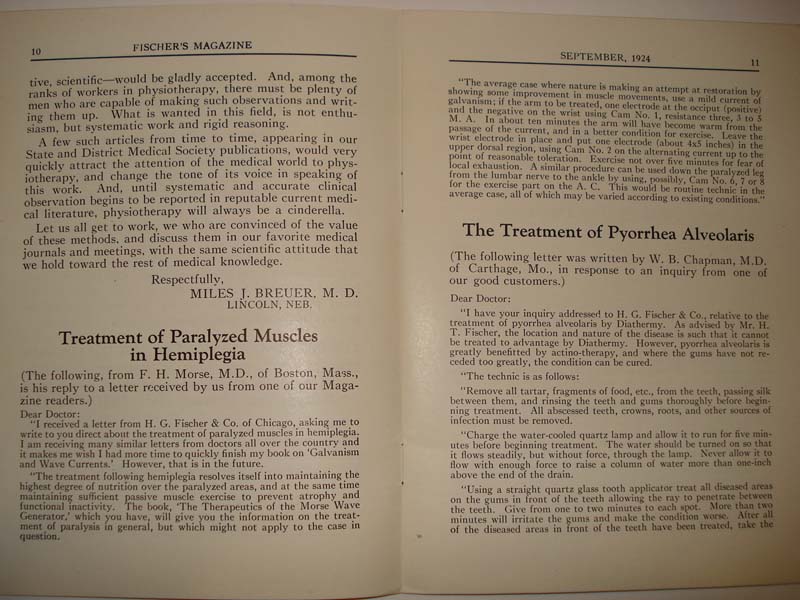 10
FISCHER'S MAGAZINE
tive, scientific—would be gladly accepted. And, among the
ranks of workers in physiotherapy, there must be plenty of
men who are capable of making such observations and writ-
ing them up. What is wanted in this field, is not enthu-
siasm, but systematic work and rigid reasoning.
A few such articles from time to time, appearing in our
State and District Medical Society publications, would very
quickly attract the attention of the medical world to phys-
iotherapy, and change the tone of its voice in speaking of
this work. And, until systematic and accurate clinical
observation begins to be reported in reputable current medi-
cal literature, physiotherapy will always be a cinderella.
Let us all get to work, we who are convinced of the value
of these methods, and discuss them in our favorite medical
journals and meetings, with the same scientific attitude that
we hold toward the rest of medical knowledge.
Respectfully,
MILES J. BREUER, M. D.
LINCOLN, NEB.
Treatment of Paralyzed Muscles
in Hemiplegia
(The following, from F. H. Morse, M.D., of Boston, Mass.,
is his reply to a letter received by us from one of our Maga-
zine readers.)
Dear Doctor:
"I received a letter from H. G. Fischer & Co. of Chicago, asking me to
write to you direct about the treatment of paralyzed muscles in hemiplegia.
I am receiving many similar letters from doctors all over the country and
it makes me wish I had more time to quickly finish my book on 'Galvanism
and Wave Currents.' However, that is in the future.
"The treatment following hemiplegia resolves itself into maintaining the
highest degree of nutrition over the paralyzed areas, and at the same time
maintaining sufficient passive muscle exercise to prevent atrophy and
functional inactivity. The book, 'The Therapeutics of the Morse Wave
Generator,' which you have, will give you the information on the treat-
ment of paralysis in general, but which might not apply to the case in
question.
SEPTEMBER, 1924
11
"The average case where nature is making an attempt at restoration by
showing some improvement in muscle movements, use a mild current of
galvanism; if the arm to be treated, one electrode at the occiput (positive)
and the negative on the wrist using Cam No. 1, resistance three, 3 to 5
M. A. In about ten minutes the arm will have become warm from the
passage of the current, and in a better condition for exercise. Leave the
wrist electrode in place and put one electrode (about 4x5 inches) in the
upper dorsal region, using Cam No. 2 on the alternating current up to the
point of reasonable toleration. Exercise not over five minutes for fear of
local exhaustion. A similar procedure can be used down the paralyzed leg
from the lumbar nerve to the ankle by using, possibly, Cam No. 6, 7 or 8
for the exercise part on the A. C. This would be routine technic in the
average case, all of which may be varied according to existing conditions."
The Treatment of Pyorrhea Alveolaris
(The following letter was written by W. B. Chapman, M.D.
of Carthage, Mo., in response to an inquiry from one of
our good customers.)
Dear Doctor:
"I have your inquiry addressed to H. G. Fischer & Co., relative to the
treatment of pyorrhea alveolaris by Diathermy. As advised by Mr. H.
T. Fischer, the location and nature of the disease is such that it cannot
be treated to advantage by Diathermy. However, pyorrhea alveolaris is
greatly benefitted by actino-therapy, and where the gums have not re-
ceded too greatly, the condition can be cured.
"The technic is as follows:
"Remove all tartar, fragments of food, etc., from the teeth, passing silk
between them, and rinsing the teeth and gums thoroughly before begin-
ning treatment. All abscessed teeth, crowns, roots, and other sources of
infection must be removed.
"Charge the water-cooled quartz lamp and allow it to run for five min-
utes before beginning treatment. The water should be turned on so that
it flows steadily, but without force, through the lamp. Never allow it to
flow with enough force to raise a column of water more than one-inch
above the end of the drain.
"Using a straight quartz glass tooth applicator treat all diseased areas
on the gums in front of the teeth allowing the ray to penetrate between
the teeth. Give from one to two minutes to each spot. More than two
minutes will irritate the gums and make the condition worse. After all
of the diseased areas in front of the teeth have been treated, take the